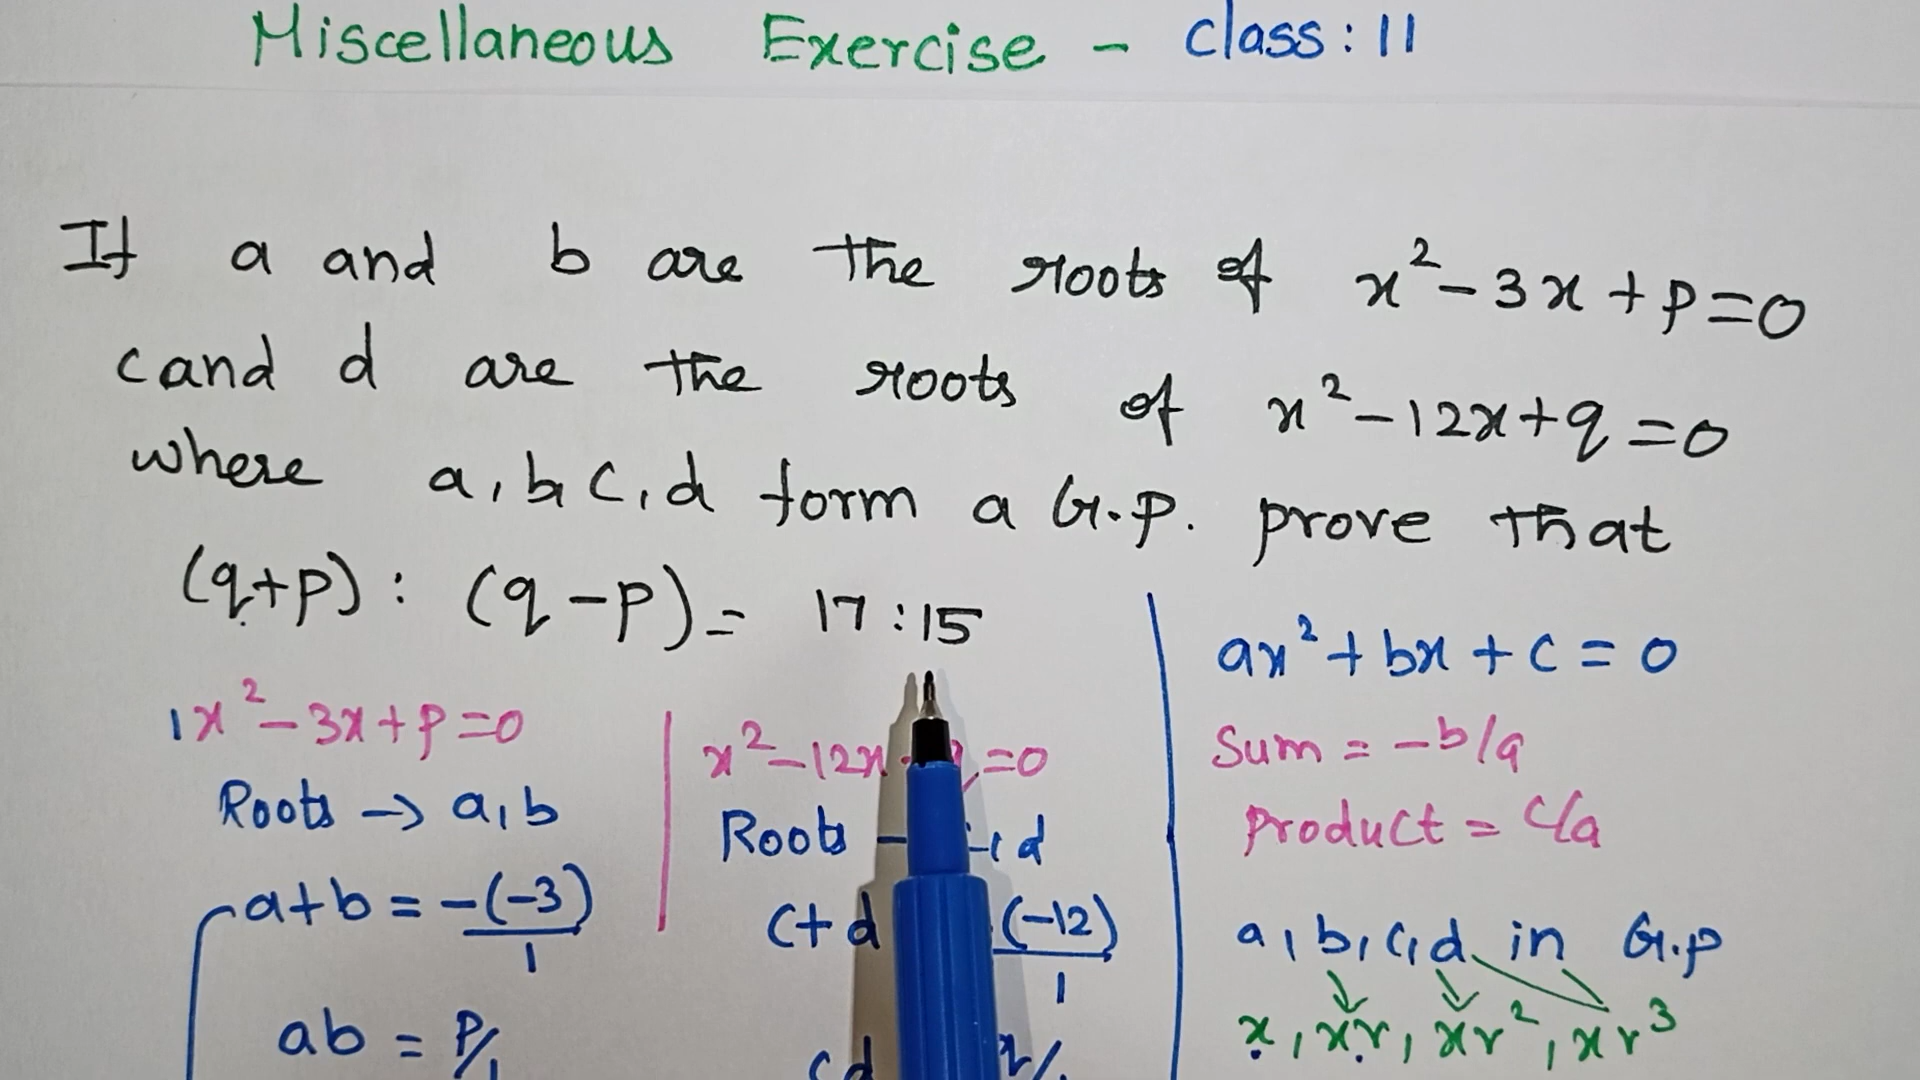 Miscellaneous Exercise - class: 11
If a and b are the roots of x² - 3x + p = 0
c and d are the roots of x² - 12x + q = 0
where a, b, c, d form a G.P. prove that
(q+p) : (q-p) = 17:15
1x² - 3x + p = 0
Roots → a, b
a+b = -(-3)/1
ab = p/1
x² - 12x q = 0
Roots - , d
c+d (-12)/1
cd
ax² + bx + c = 0
Sum = -b/a
Product = c/a
a, b, c, d in G.P
x, xr, xr², xr³